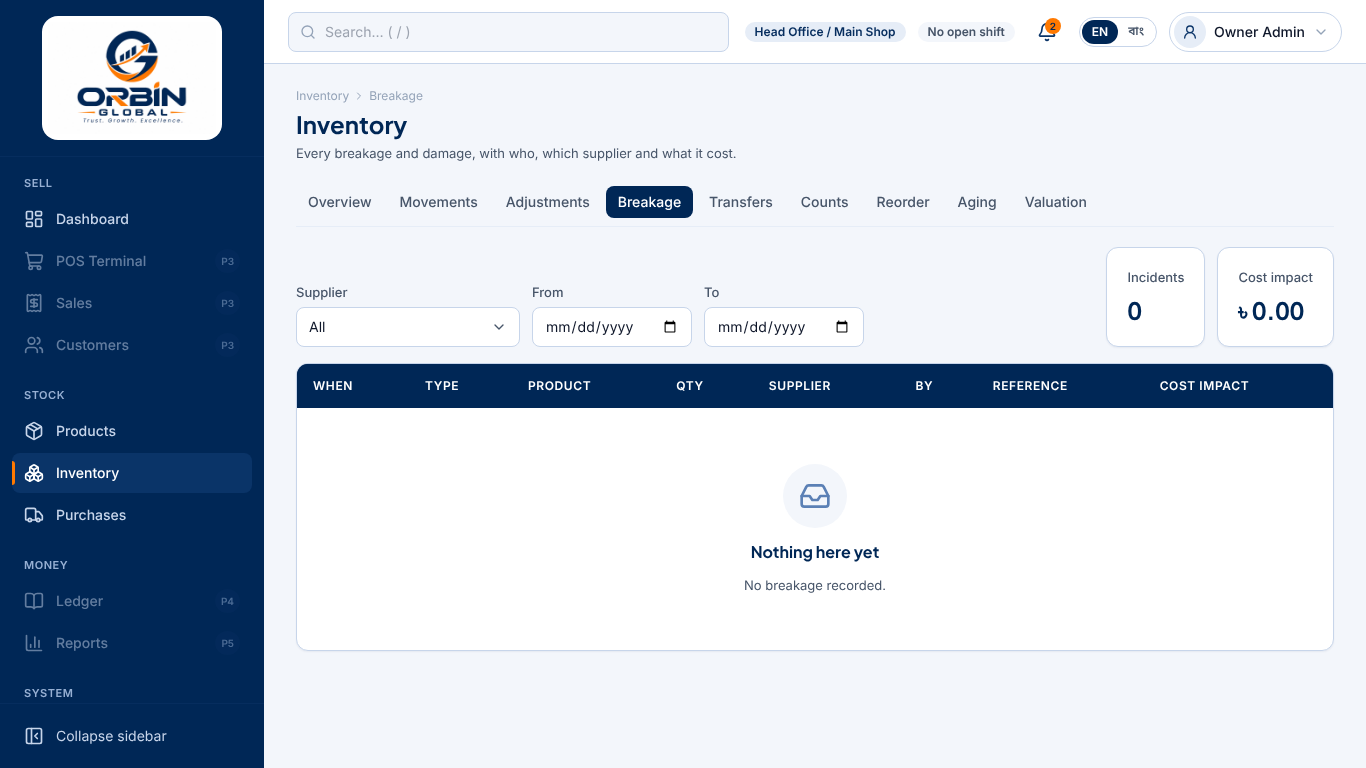 ORBIN
GLOBAL
Trust. Growth. Excellence.
SELL
Dashboard
POS Terminal P3
Sales P3
Customers P3
STOCK
Products
Inventory
Purchases
MONEY
Ledger P4
Reports P5
SYSTEM
Collapse sidebar
Search... ( / )
Head Office / Main Shop
No open shift
2
EN বাং
Owner Admin
Inventory > Breakage
Inventory
Every breakage and damage, with who, which supplier and what it cost.
Overview Movements Adjustments Breakage Transfers Counts Reorder Aging Valuation
Supplier From To
All mm/dd/yyyy mm/dd/yyyy
Incidents
0
Cost impact
৳ 0.00
WHEN TYPE PRODUCT QTY SUPPLIER BY REFERENCE COST IMPACT
Nothing here yet
No breakage recorded.